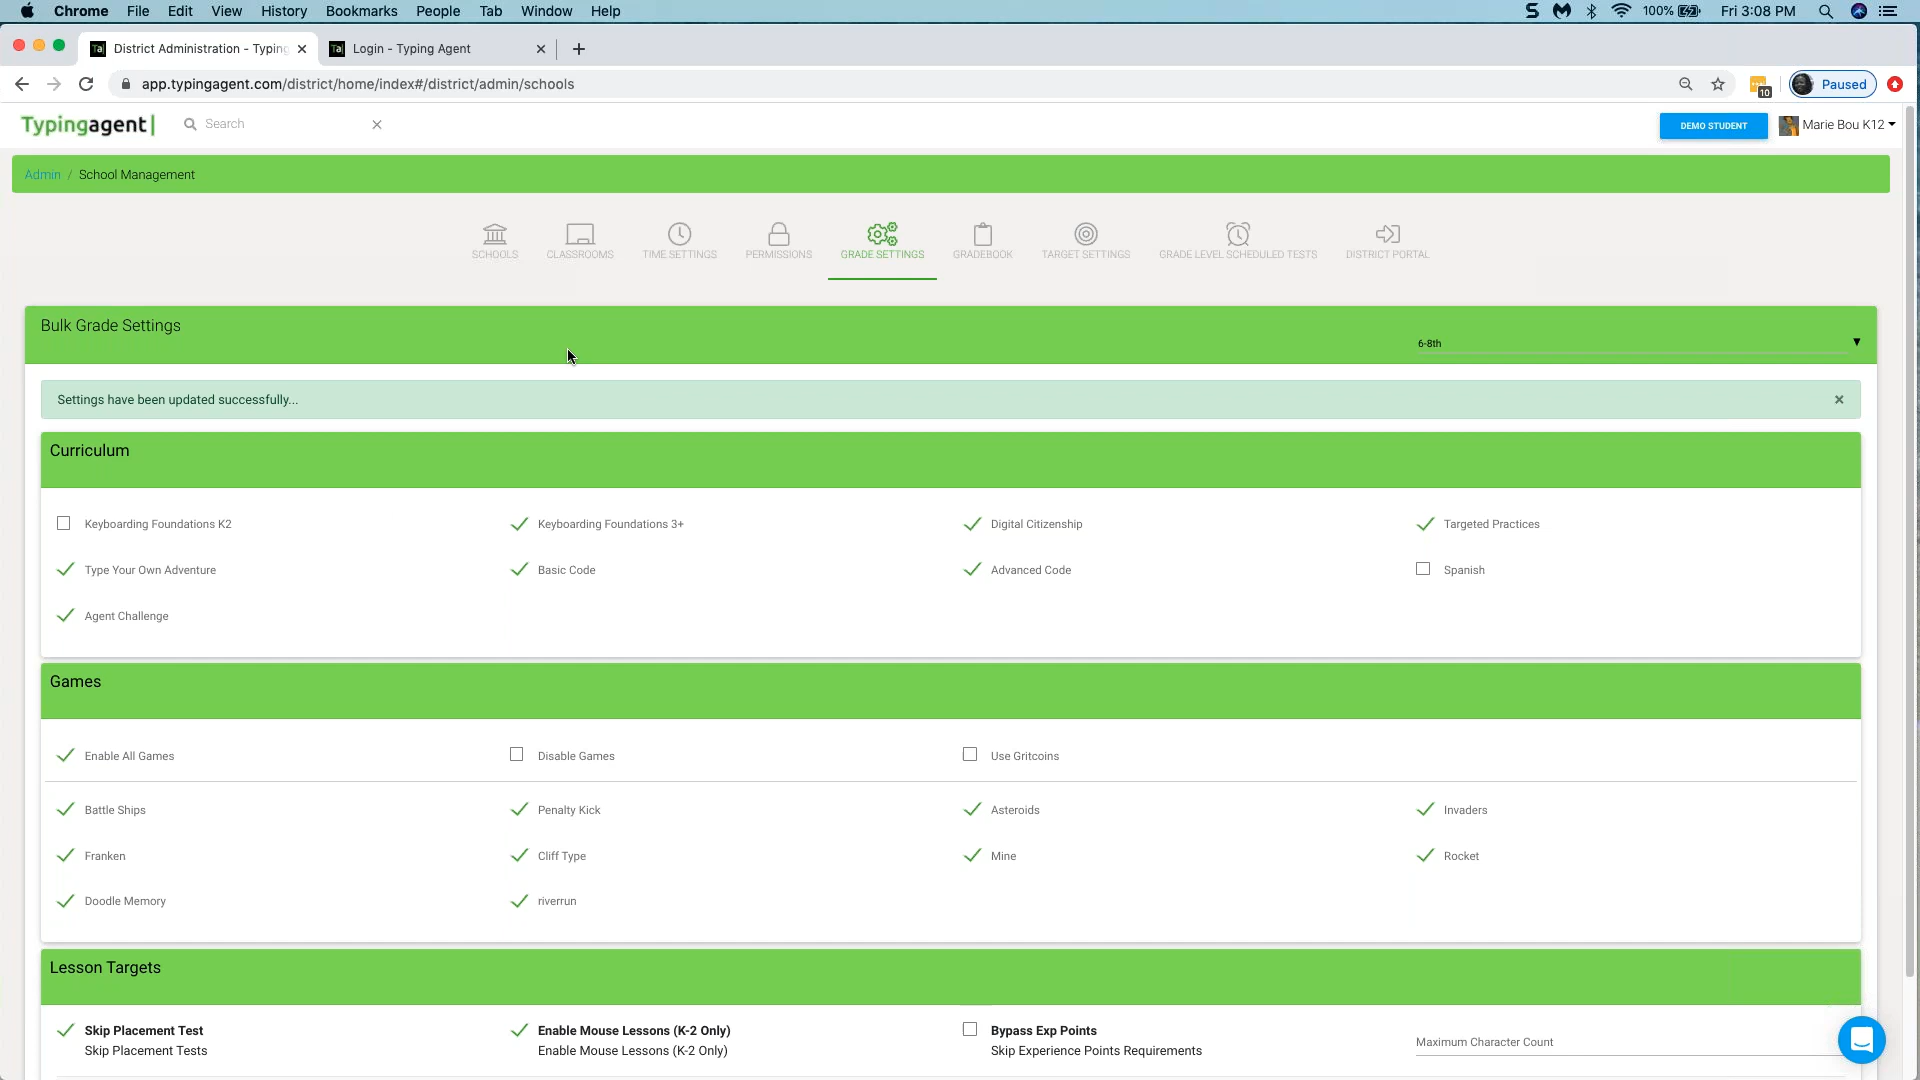 Chrome File Edit View History Bookmarks People Tab Window Help 100% Fri 3:08 PM
Ta District Administration - Typing Ta Login - Typing Agent
app.typingagent.com/district/home/index#/district/admin/schools 10 Paused
Typingagent| Search DEMO STUDENT Marie Bou K12
Admin / School Management
SCHOOLS CLASSROOMS TIME SETTINGS PERMISSIONS GRADE SETTINGS GRADEBOOK TARGET SETTINGS GRADE LEVEL SCHEDULED TESTS DISTRICT PORTAL
Bulk Grade Settings
6-8th
Settings have been updated successfully...
Curriculum
Keyboarding Foundations K2 Keyboarding Foundations 3+ Digital Citizenship Targeted Practices
Type Your Own Adventure Basic Code Advanced Code Spanish
Agent Challenge
Games
Enable All Games Disable Games Use Gritcoins
Battle Ships Penalty Kick Asteroids Invaders
Franken Cliff Type Mine Rocket
Doodle Memory riverrun
Lesson Targets
Skip Placement Test Enable Mouse Lessons (K-2 Only) Bypass Exp Points
Skip Placement Tests Enable Mouse Lessons (K-2 Only) Skip Experience Points Requirements Maximum Character Count